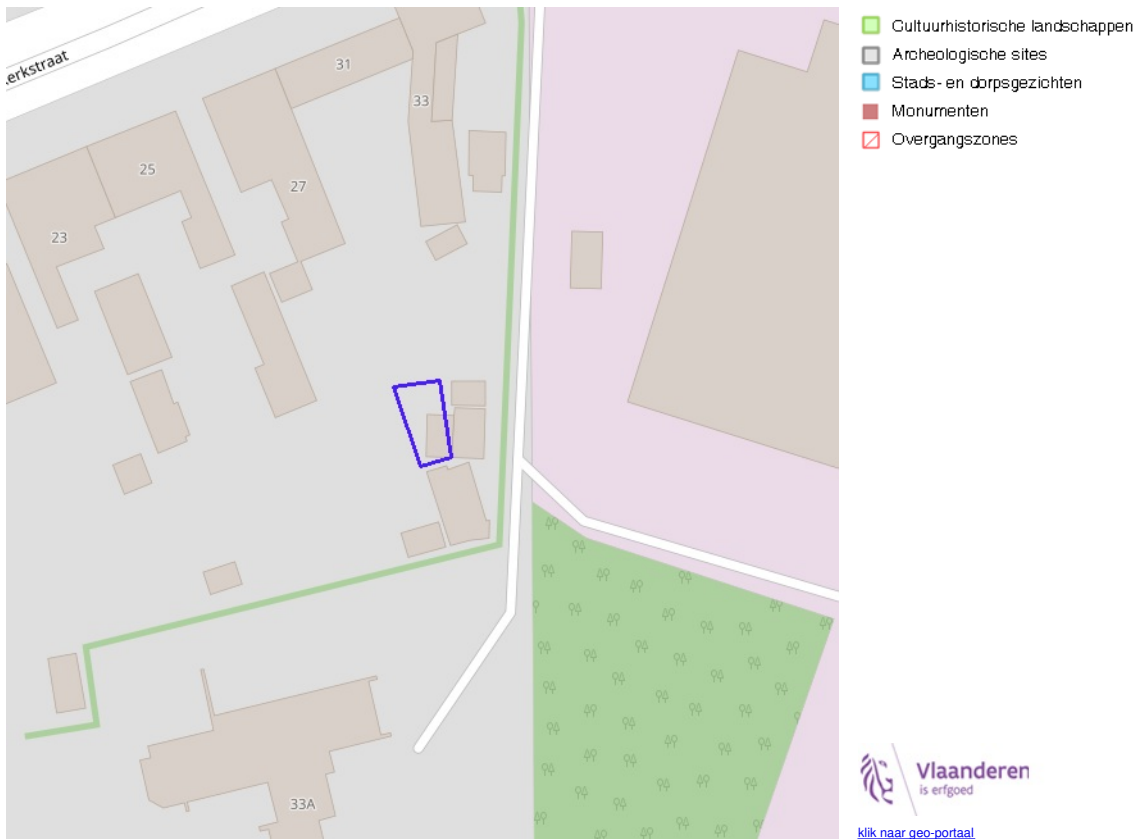 erkstraat
31
33
25
27
23
33A
Cultuurhistorische landschappen
Archeologische sites
Stads- en dorpsgezichten
Monumenten
Overgangszones
Vlaanderen
is erfgoed
klik naar geo-portaal